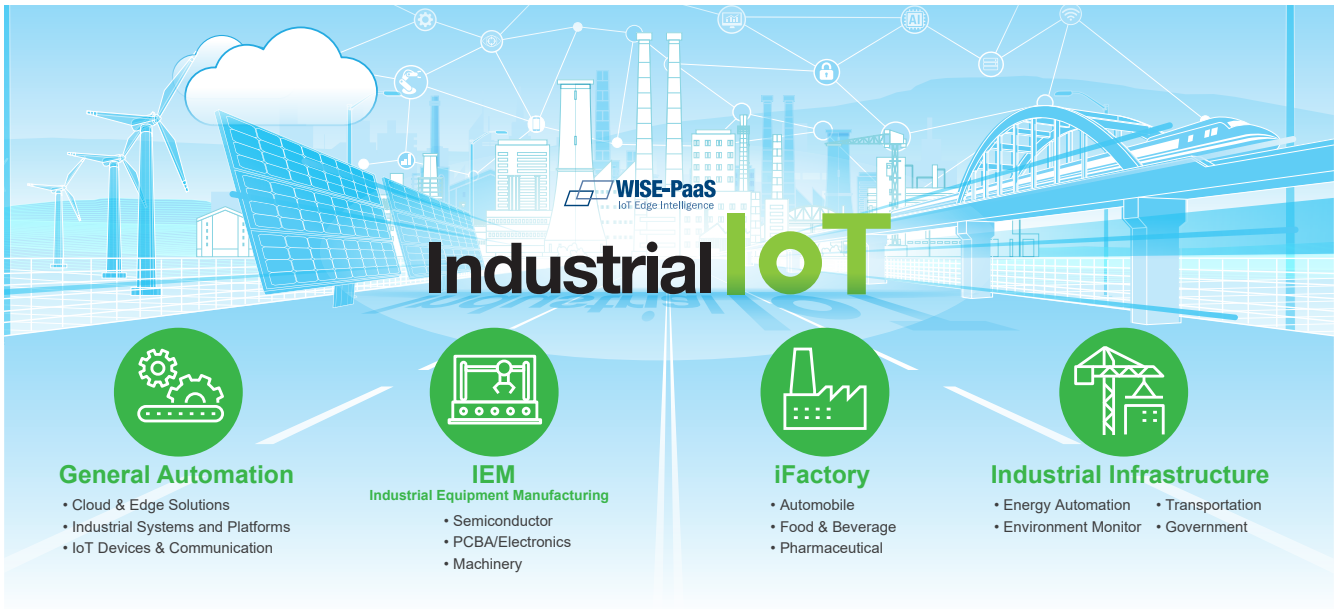 AI
WISE-PaaS
IoT Edge Intelligence
Industrial IoT
General Automation
• Cloud & Edge Solutions
• Industrial Systems and Platforms
• IoT Devices & Communication
IEM
Industrial Equipment Manufacturing
• Semiconductor
• PCBA/Electronics
• Machinery
iFactory
• Automobile
• Food & Beverage
• Pharmaceutical
Industrial Infrastructure
• Energy Automation • Transportation
• Environment Monitor • Government